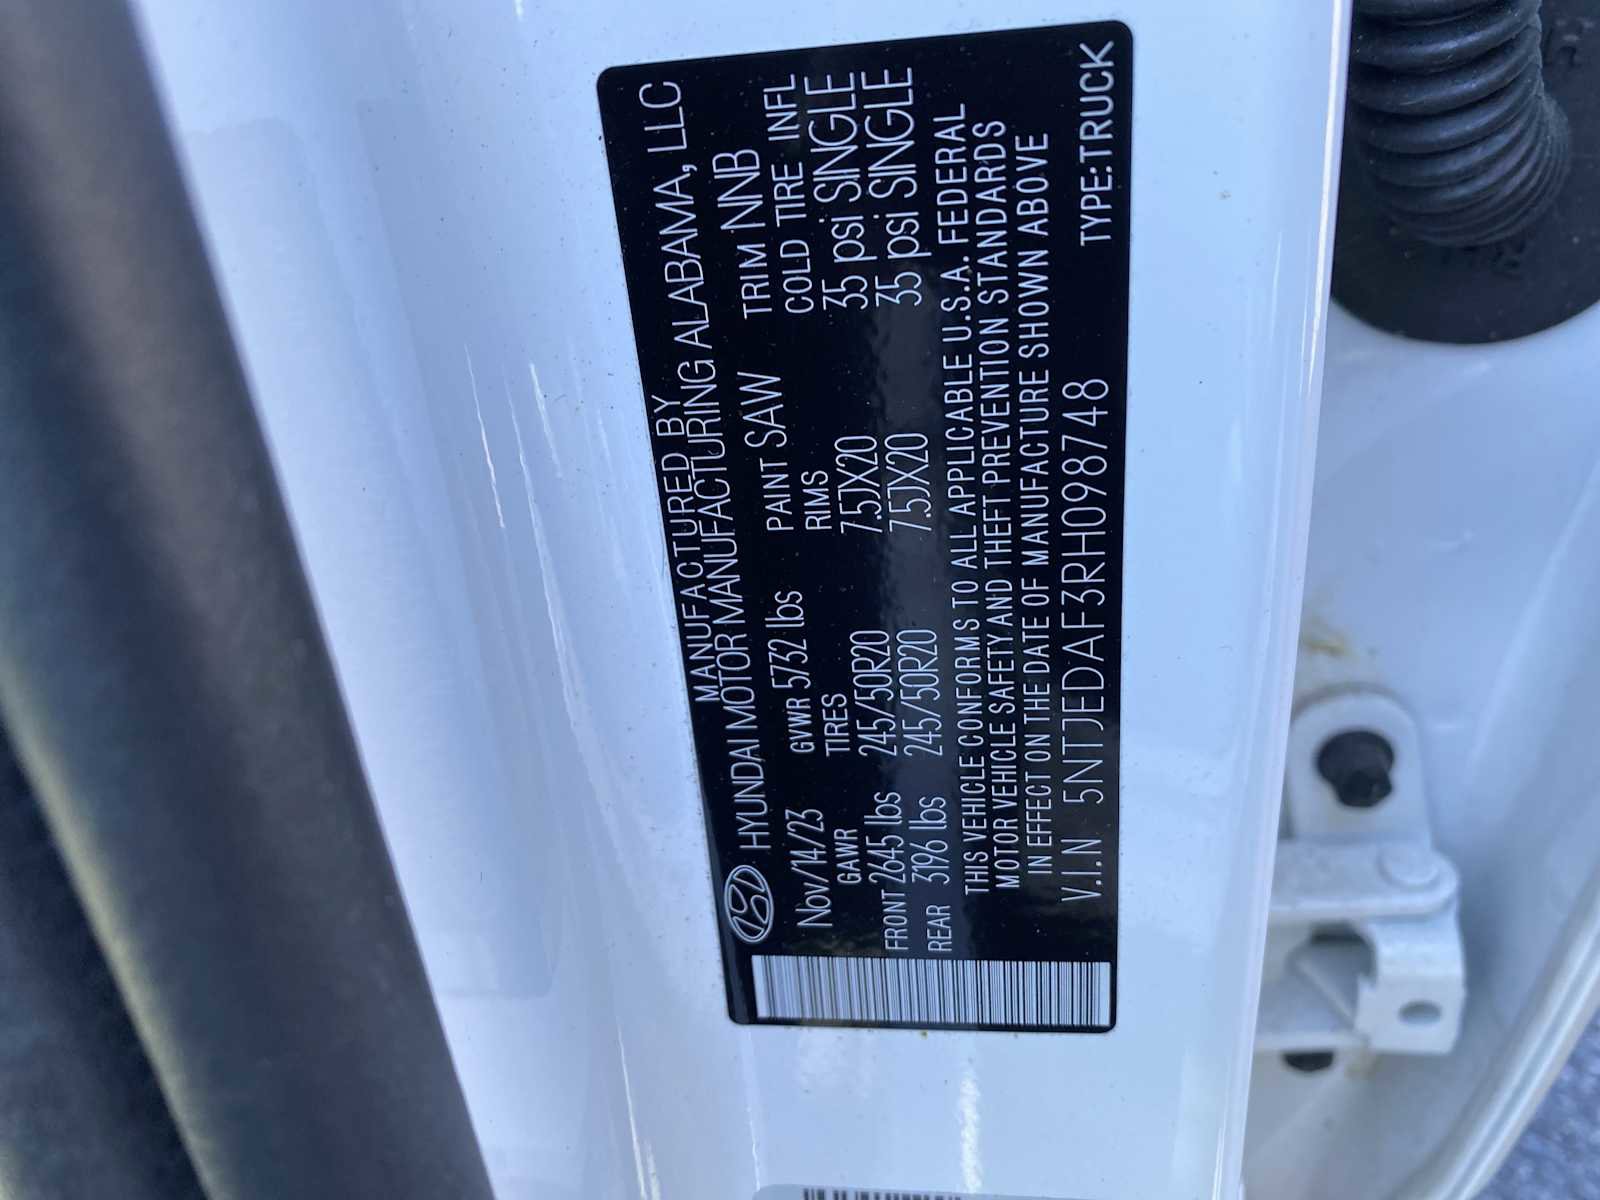 MANUFACTURED BY
HYUNDAI MOTOR MANUFACTURING ALABAMA, LLC
Nov/14/23 GVWR 5732 lbs PAINT SAW TRIM NNB
GAWR TIRES RIMS COLD TIRE INFL
FRONT 2645 lbs 245/50R20 7.5JX20 35 psi SINGLE
REAR 3196 lbs 245/50R20 7.5JX20 35 psi SINGLE
THIS VEHICLE CONFORMS TO ALL APPLICABLE U.S.A. FEDERAL
MOTOR VEHICLE SAFETY AND THEFT PREVENTION STANDARDS
IN EFFECT ON THE DATE OF MANUFACTURE SHOWN ABOVE
V.I.N 5NTJEDAF3RH098748 TYPE:TRUCK